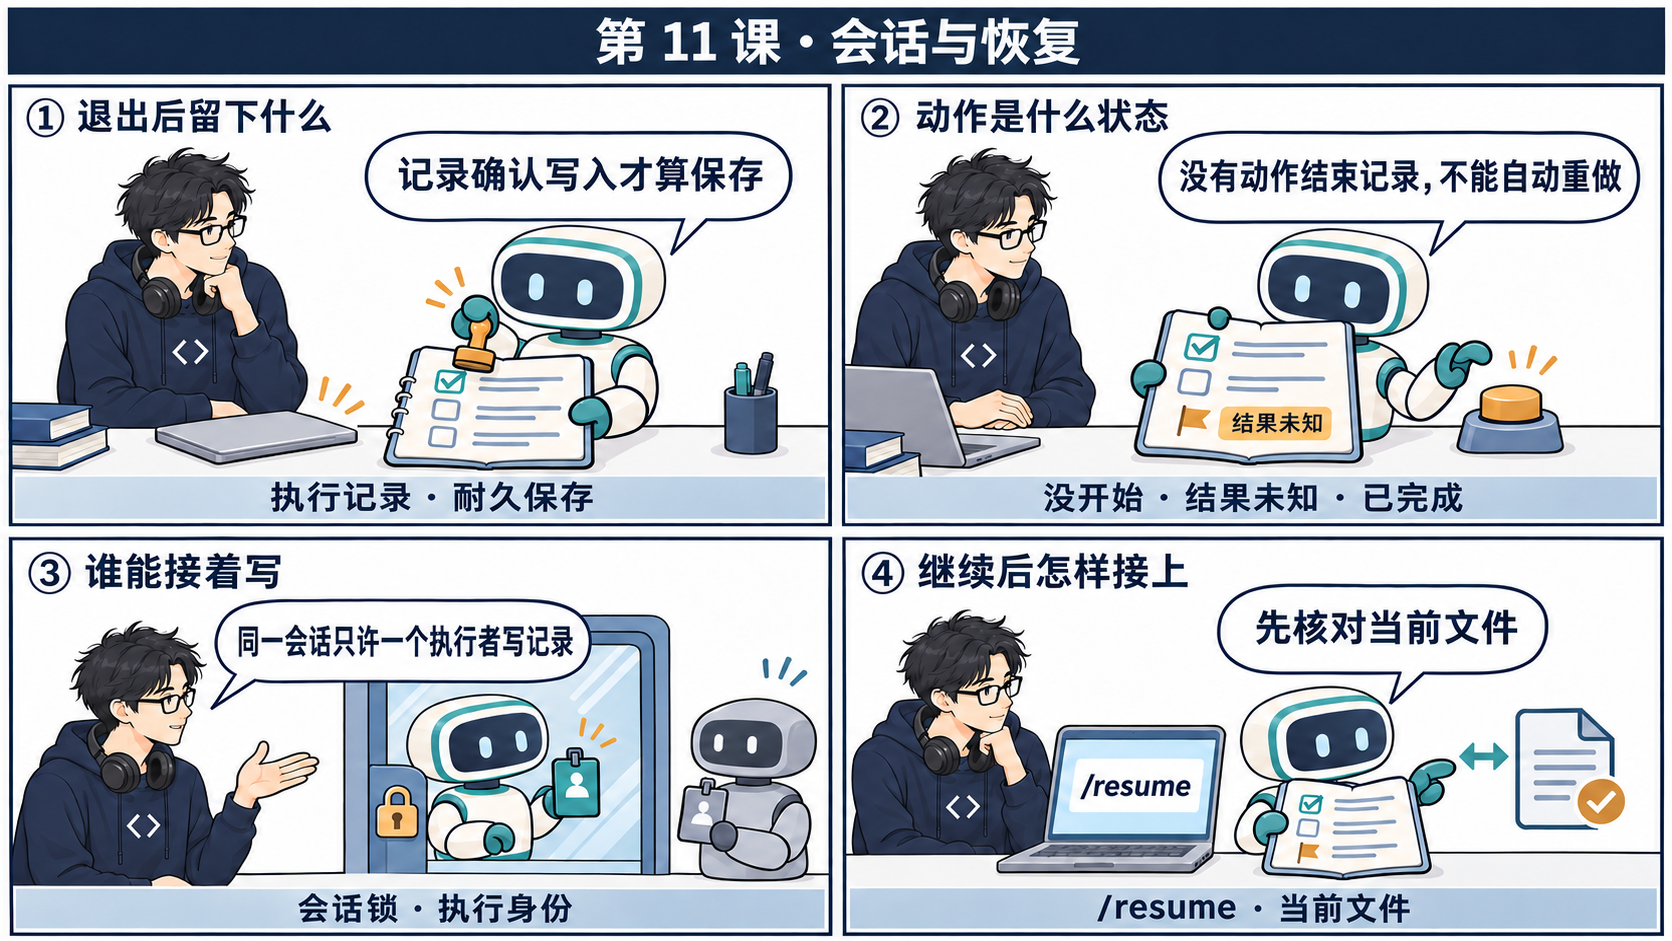 第 11 课·会话与恢复
① 退出后留下什么
记录确认写入才算保存
<>
执行记录 · 耐久保存
② 动作是什么状态
没有动作结束记录,不能自动重做
<>
结果未知
没开始 · 结果未知 · 已完成
③ 谁能接着写
同一会话只许一个执行者写记录
<>
会话锁 · 执行身份
④ 继续后怎样接上
先核对当前文件
/resume
<>
/resume · 当前文件